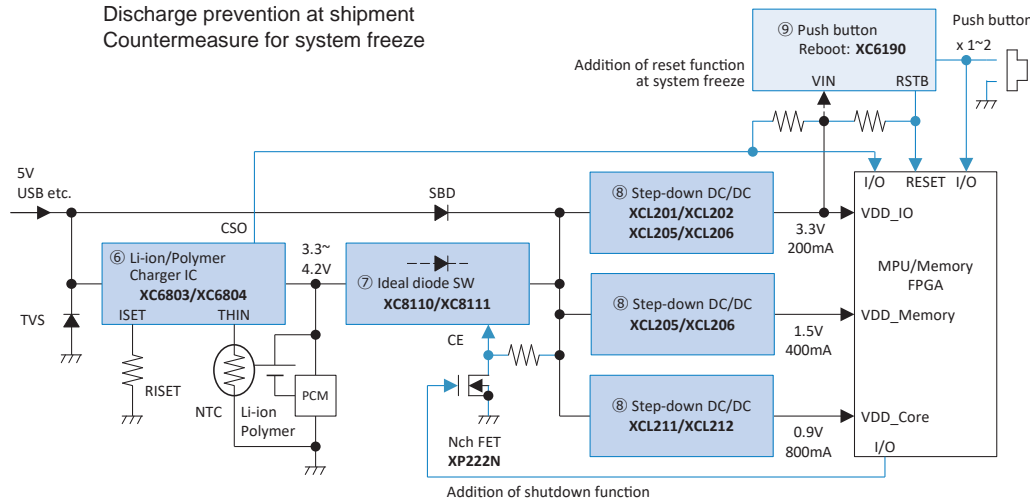 Discharge prevention at shipment
Countermeasure for system freeze
⑨ Push button
Reboot: XC6190
VIN
RSTB
Push button
x 1~2
Addition of reset function
at system freeze
5V
USB etc.
SBD
CSO
⑥ Li-ion/Polymer
Charger IC
XC6803/XC6804
ISET
THIN
3.3~
4.2V
⑦ Ideal diode SW
XC8110/XC8111
CE
TVS
RISET
NTC
Li-ion
Polymer
PCM
Nch FET
XP222N
⑧ Step-down DC/DC
XCL201/XCL202
XCL205/XCL206
3.3V
200mA
⑧ Step-down DC/DC
XCL205/XCL206
1.5V
400mA
⑧ Step-down DC/DC
XCL211/XCL212
0.9V
800mA
I/O
RESET
I/O
VDD_IO
MPU/Memory
FPGA
VDD_Memory
VDD_Core
I/O
Addition of shutdown function